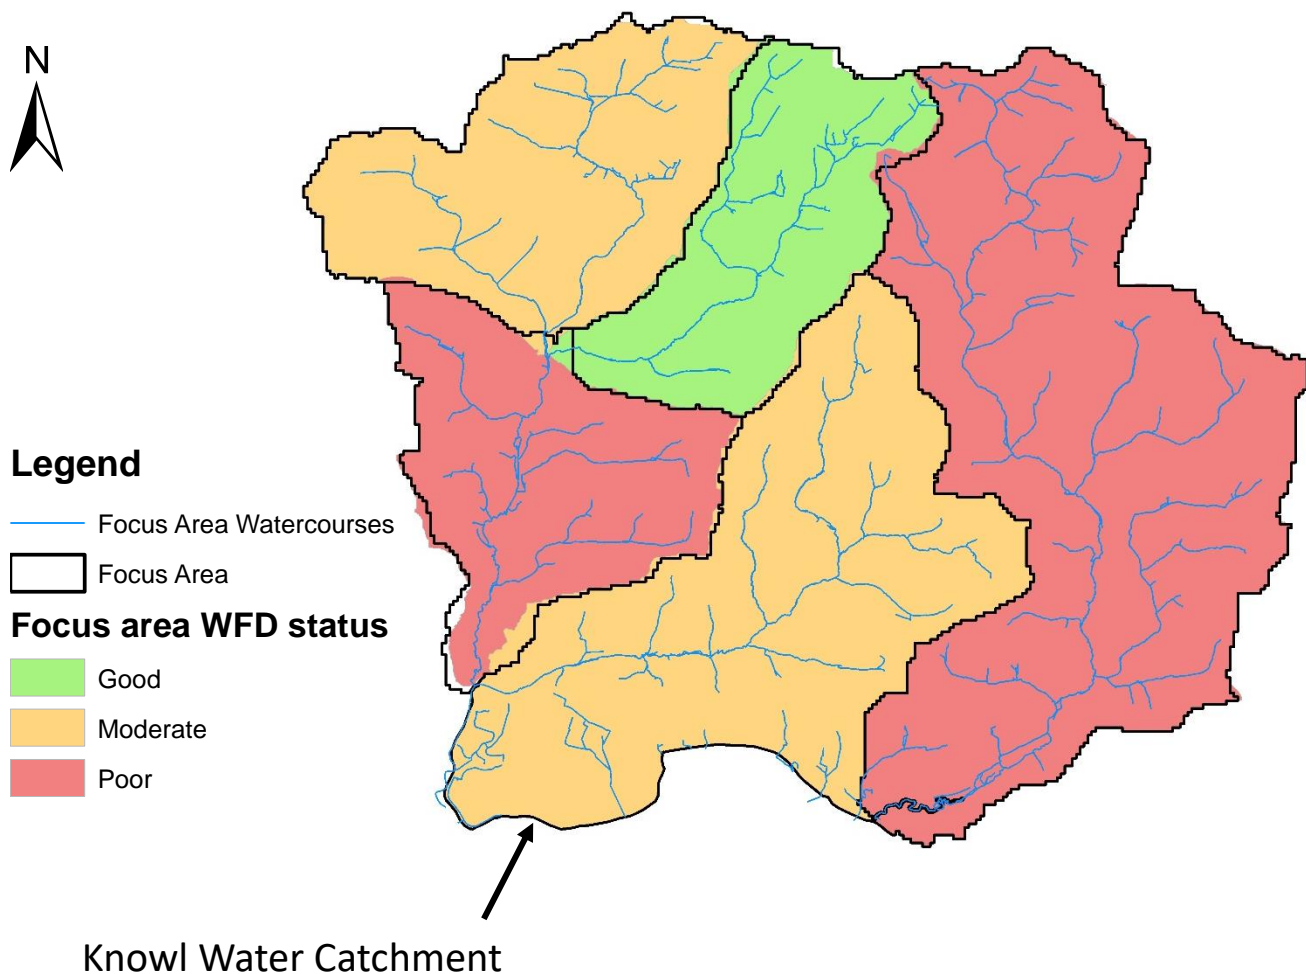 N
Legend
Focus Area Watercourses
Focus Area
Focus area WFD status
Good
Moderate
Poor
Knowl Water Catchment